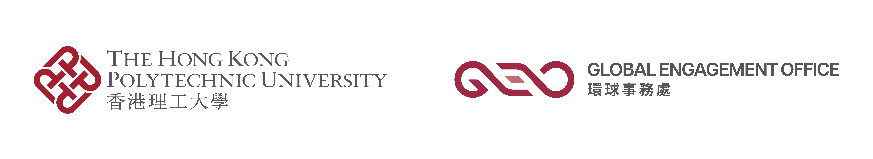 THE HONG KONG
POLYTECHNIC UNIVERSITY
香港理工大學
GEO
GLOBAL ENGAGEMENT OFFICE
環球事務處